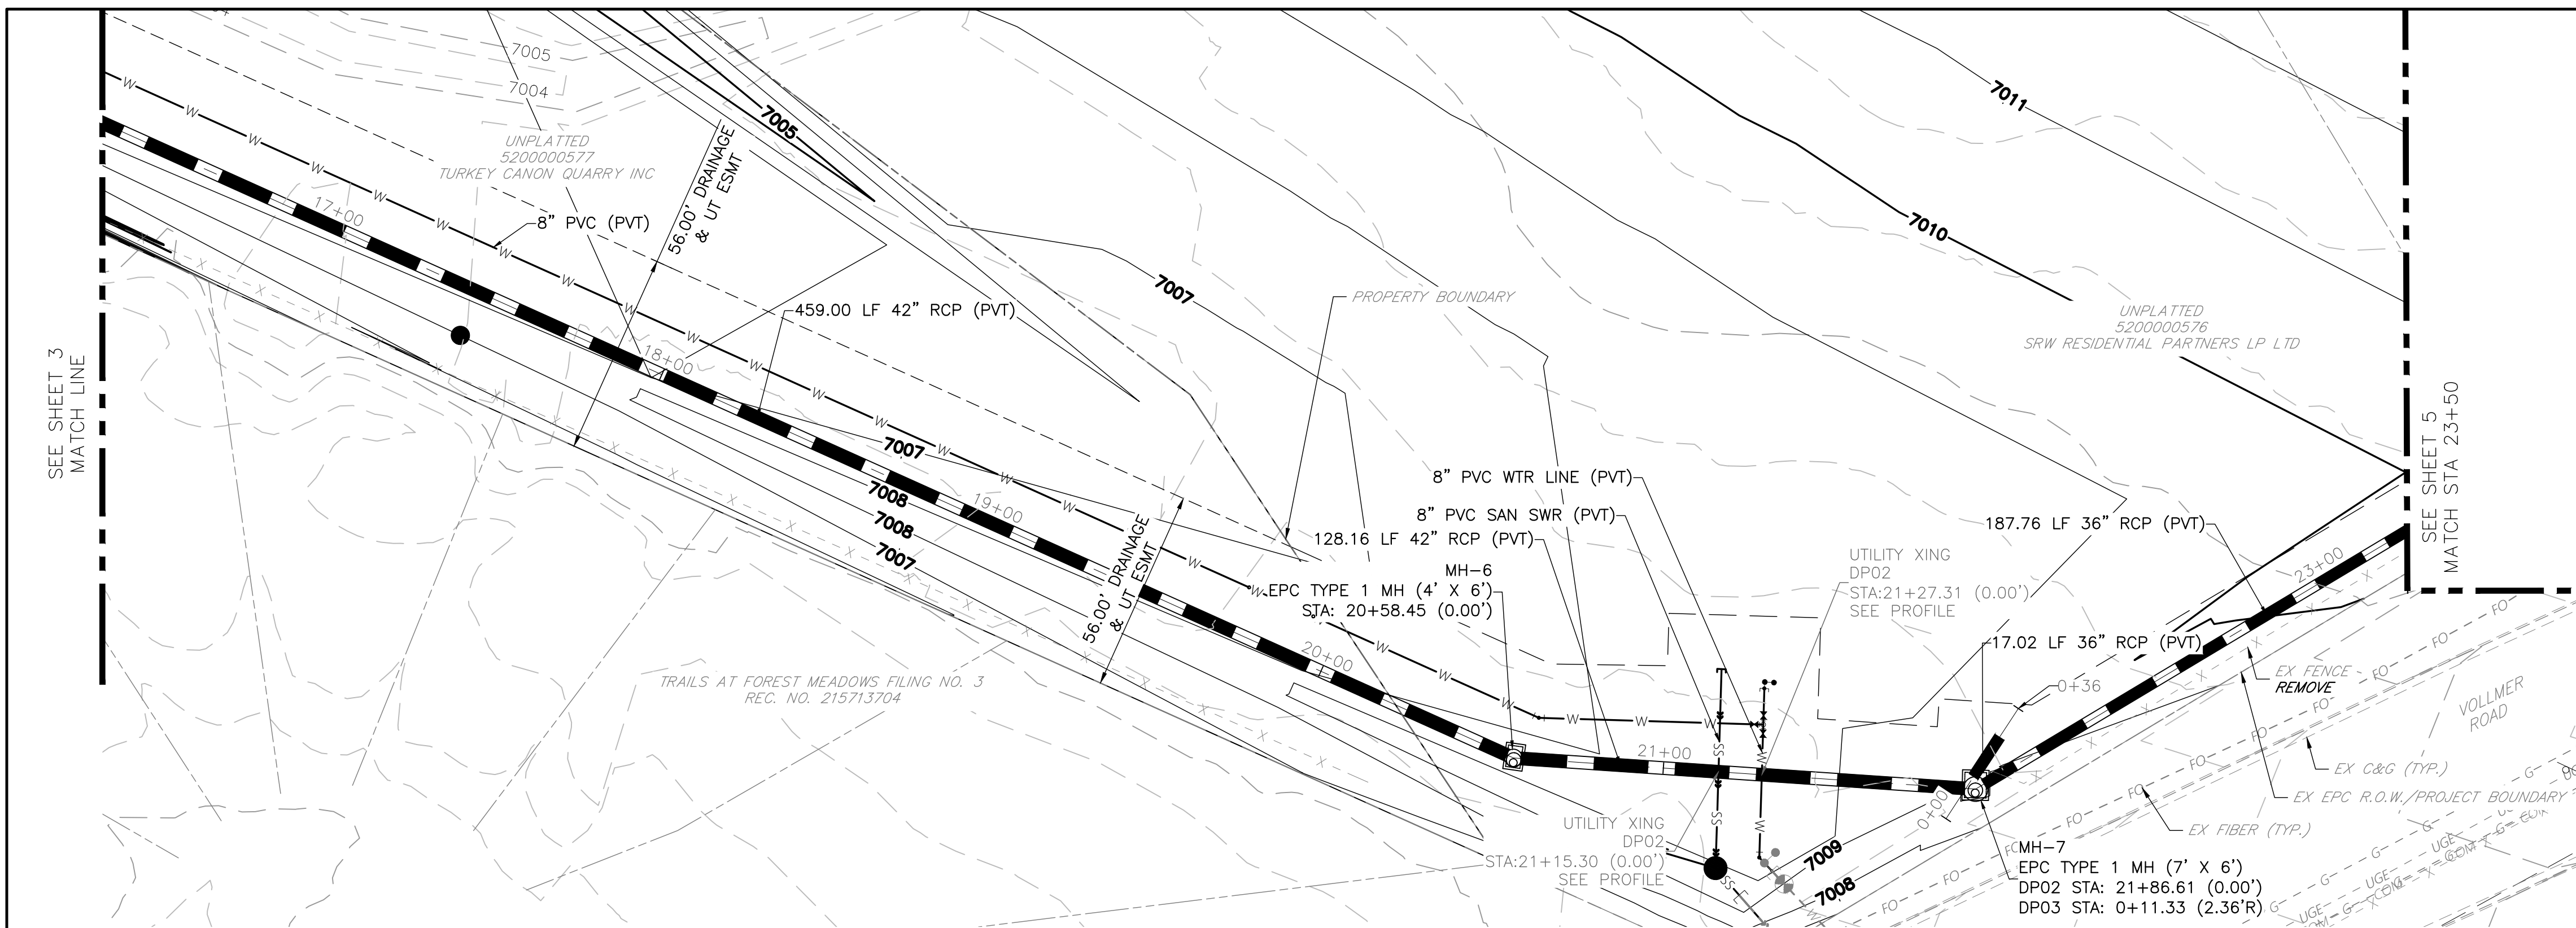 7005
7004
7005
UNPLATTED
5200000577
TURKEY CANON QUARRY INC
56.00' DRAINAGE
& UT ESMT
17+00
8" PVC (PVT)
459.00 LF 42" RCP (PVT)
18+00
SEE SHEET 3
MATCH LINE
7007
7008
7008
7007
19+00
56.00' DRAINAGE
& UT ESMT
TRAILS AT FOREST MEADOWS FILING NO. 3
REC. NO. 215713704
7007
PROPERTY BOUNDARY
7011
7010
UNPLATTED
5200000576
SRW RESIDENTIAL PARTNERS LP LTD
SEE SHEET 5
MATCH STA 23+50
8" PVC WTR LINE (PVT)
8" PVC SAN SWR (PVT)
128.16 LF 42" RCP (PVT)
MH-6
EPC TYPE 1 MH (4' X 6')
STA: 20+58.45 (0.00')
20+00
21+00
UTILITY XING
DP02
STA:21+27.31 (0.00')
SEE PROFILE
UTILITY XING
DP02
STA:21+15.30 (0.00')
SEE PROFILE
187.76 LF 36" RCP (PVT)
23+00
17.02 LF 36" RCP (PVT)
0+36
0+00
EX FENCE
REMOVE
VOLLMER
ROAD
EX C&G (TYP.)
EX EPC R.O.W./PROJECT BOUNDARY
EX FIBER (TYP.)
MH-7
EPC TYPE 1 MH (7' X 6')
DP02 STA: 21+86.61 (0.00')
DP03 STA: 0+11.33 (2.36'R)
7009
7008